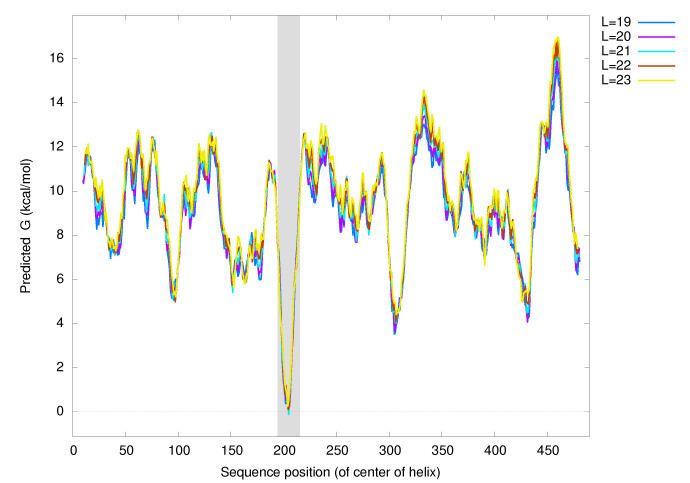 L=19
L=20
L=21
L=22
L=23
16
14
12
10
8
6
4
2
0
Predicted G (kcal/mol)
0 50 100 150 200 250 300 350 400 450
Sequence position (of center of helix)